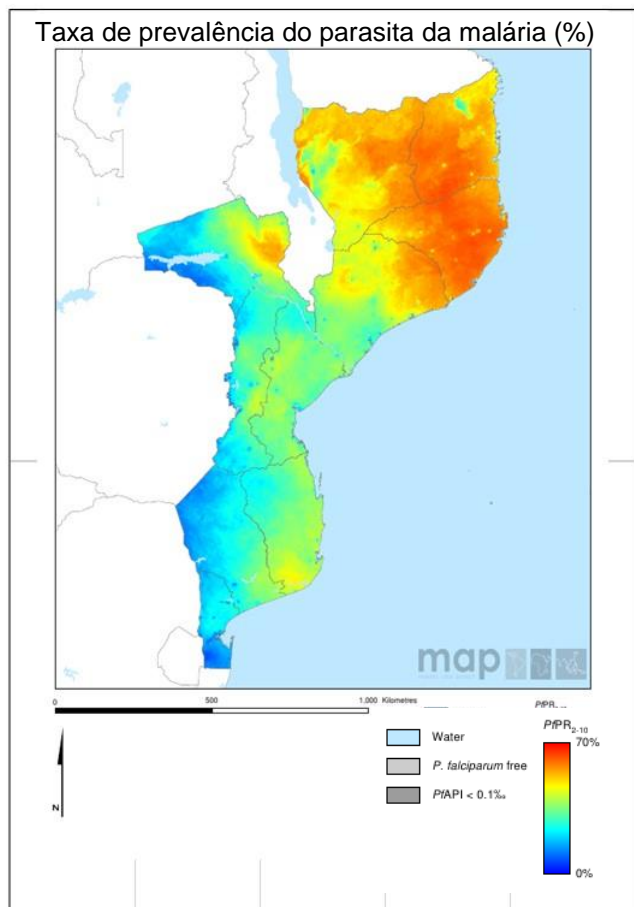 Taxa de prevalência do parasita da malária (%)
map
0 500 1,000 Kilometres
PfPR2-10
Water
P. falciparum free
PfAPI < 0.1‰
70%
0%
N